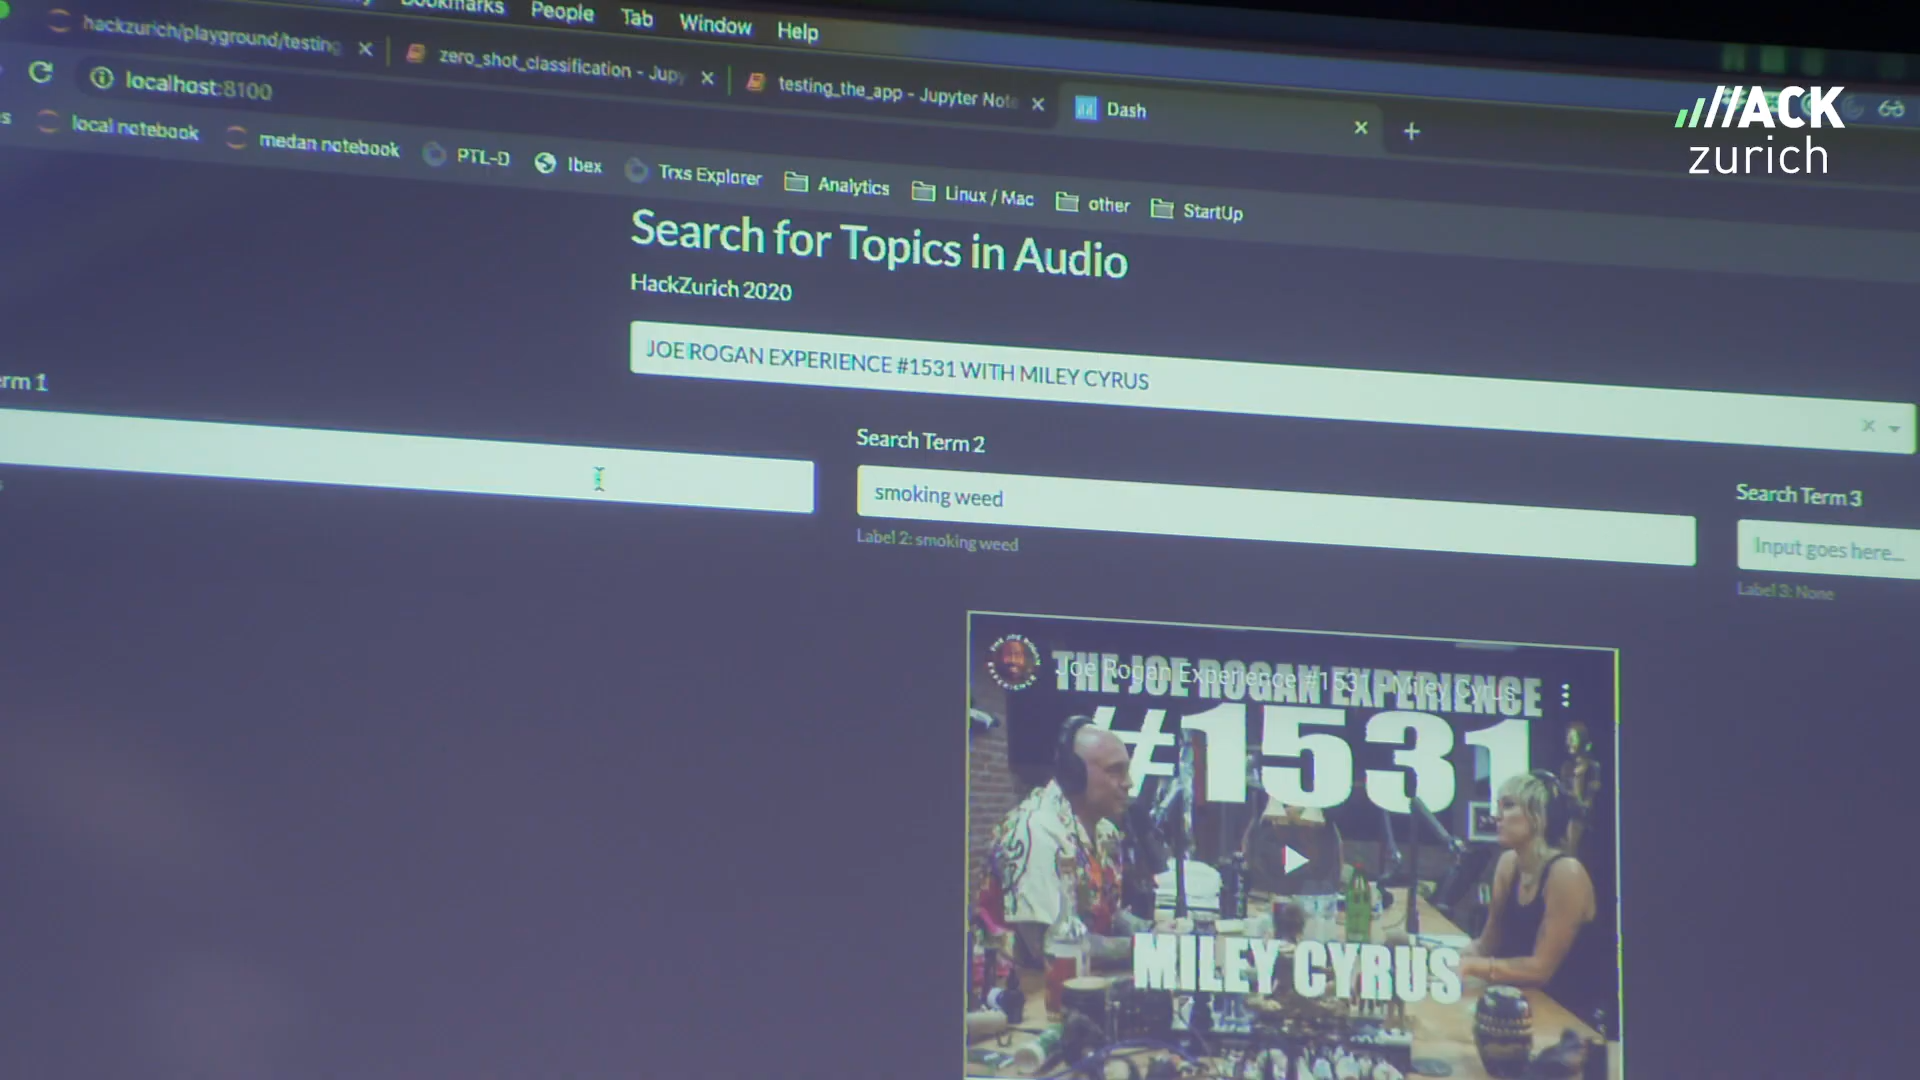 Bookmarks People Tab Window Help
hackzurich/playground/testing
zero_shot_classification - Jupy
testing_the_app - Jupyter Note
Dash
localhost:8100
local notebook
medan notebook
PTL-D
Ibex
Trxs Explorer
Analytics
Linux / Mac
other
StartUp
///ACK
zurich
Search for Topics in Audio
HackZurich 2020
JOE ROGAN EXPERIENCE #1531 WITH MILEY CYRUS
rm 1
Search Term 2
smoking weed
Label 2: smoking weed
Search Term 3
Input goes here...
Label 3: None
Joe Rogan Experience #1531 - Miley Cyrus
THE JOE ROGAN EXPERIENCE
#1531
MILEY CYRUS